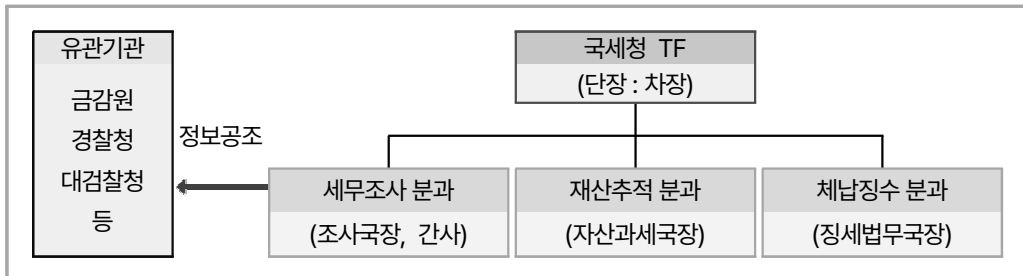 유관기관
금감원
경찰청
대검찰청
등
정보공조
국세청 TF
(단장 : 차장)
세무조사 분과
(조사국장, 간사)
재산추적 분과
(자산과세국장)
체납징수 분과
(징세법무국장)